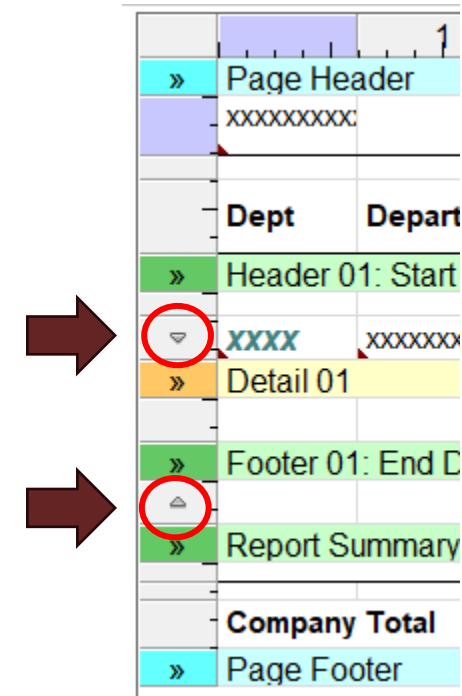 1
» Page Header
xxxxxxxxxx
Dept Depart
» Header 01: Start
xxxx xxxxxxx
» Detail 01
» Footer 01: End D
» Report Summary
Company Total
» Page Footer